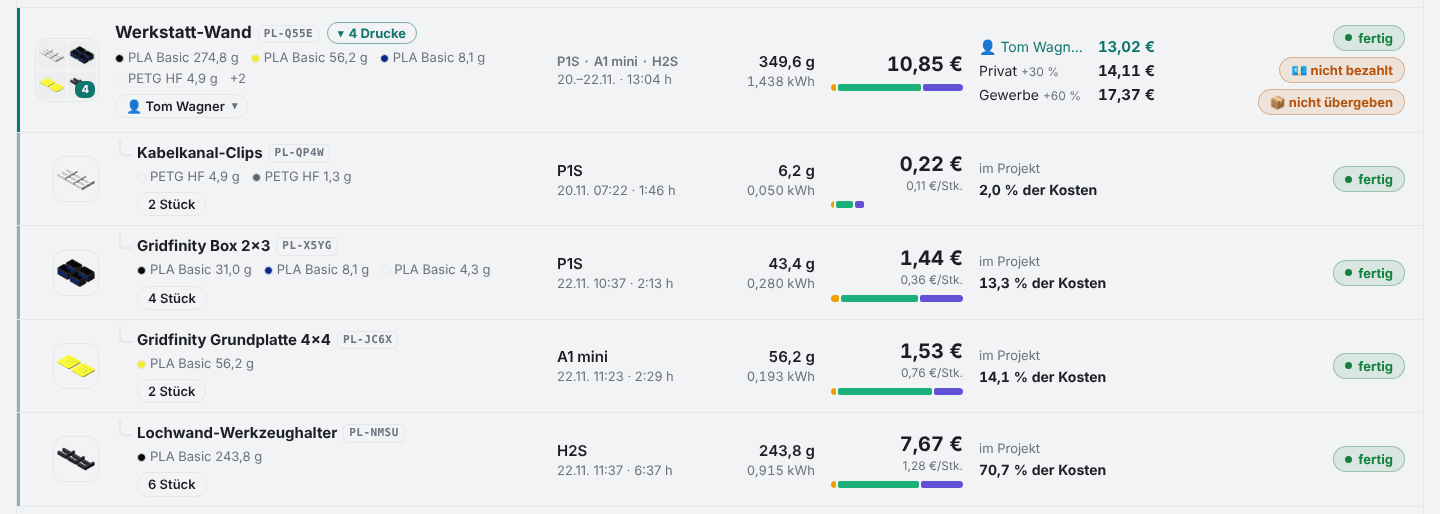 Werkstatt-Wand PL-Q55E ▾ 4 Drucke
PLA Basic 274,8 g PLA Basic 56,2 g PLA Basic 8,1 g
PETG HF 4,9 g +2
4
👤 Tom Wagner ▾
P1S · A1 mini · H2S
20.–22.11. · 13:04 h
349,6 g
1,438 kWh
10,85 €
👤 Tom Wagn... 13,02 €
Privat +30 % 14,11 €
Gewerbe +60 % 17,37 €
fertig
💶 nicht bezahlt
📦 nicht übergeben
Kabelkanal-Clips PL-QP4W
PETG HF 4,9 g PETG HF 1,3 g
2 Stück
P1S
20.11. 07:22 · 1:46 h
6,2 g
0,050 kWh
0,22 €
0,11 €/Stk.
im Projekt
2,0 % der Kosten
fertig
Gridfinity Box 2×3 PL-X5YG
PLA Basic 31,0 g PLA Basic 8,1 g PLA Basic 4,3 g
4 Stück
P1S
22.11. 10:37 · 2:13 h
43,4 g
0,280 kWh
1,44 €
0,36 €/Stk.
im Projekt
13,3 % der Kosten
fertig
Gridfinity Grundplatte 4×4 PL-JC6X
PLA Basic 56,2 g
2 Stück
A1 mini
22.11. 11:23 · 2:29 h
56,2 g
0,193 kWh
1,53 €
0,76 €/Stk.
im Projekt
14,1 % der Kosten
fertig
Lochwand-Werkzeughalter PL-NMSU
PLA Basic 243,8 g
6 Stück
H2S
22.11. 11:37 · 6:37 h
243,8 g
0,915 kWh
7,67 €
1,28 €/Stk.
im Projekt
70,7 % der Kosten
fertig